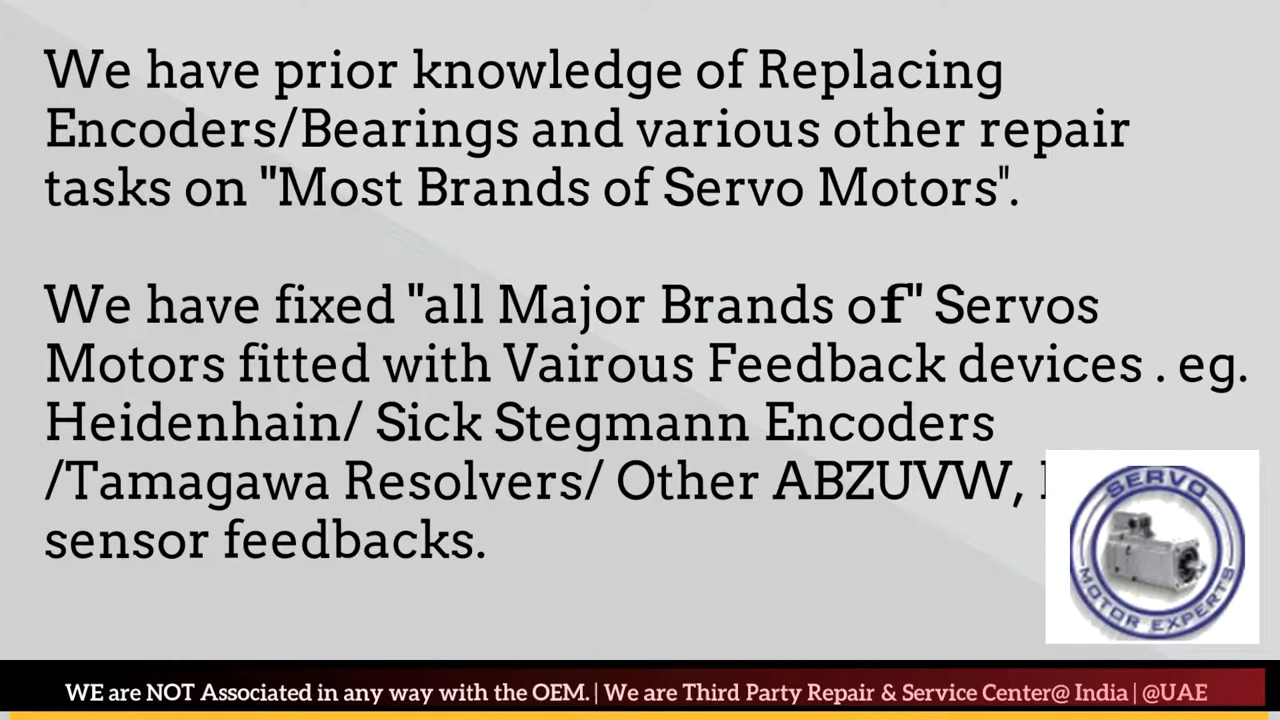 We have prior knowledge of Replacing
Encoders/Bearings and various other repair
tasks on "Most Brands of Servo Motors".
We have fixed "all Major Brands of" Servos
Motors fitted with Vairous Feedback devices . eg.
Heidenhain/ Sick Stegmann Encoders
/Tamagawa Resolvers/ Other ABZUVW,
sensor feedbacks.
SERVO
MOTOR EXPERTS
WE are NOT Associated in any way with the OEM. | We are Third Party Repair & Service Center@ India | @UAE